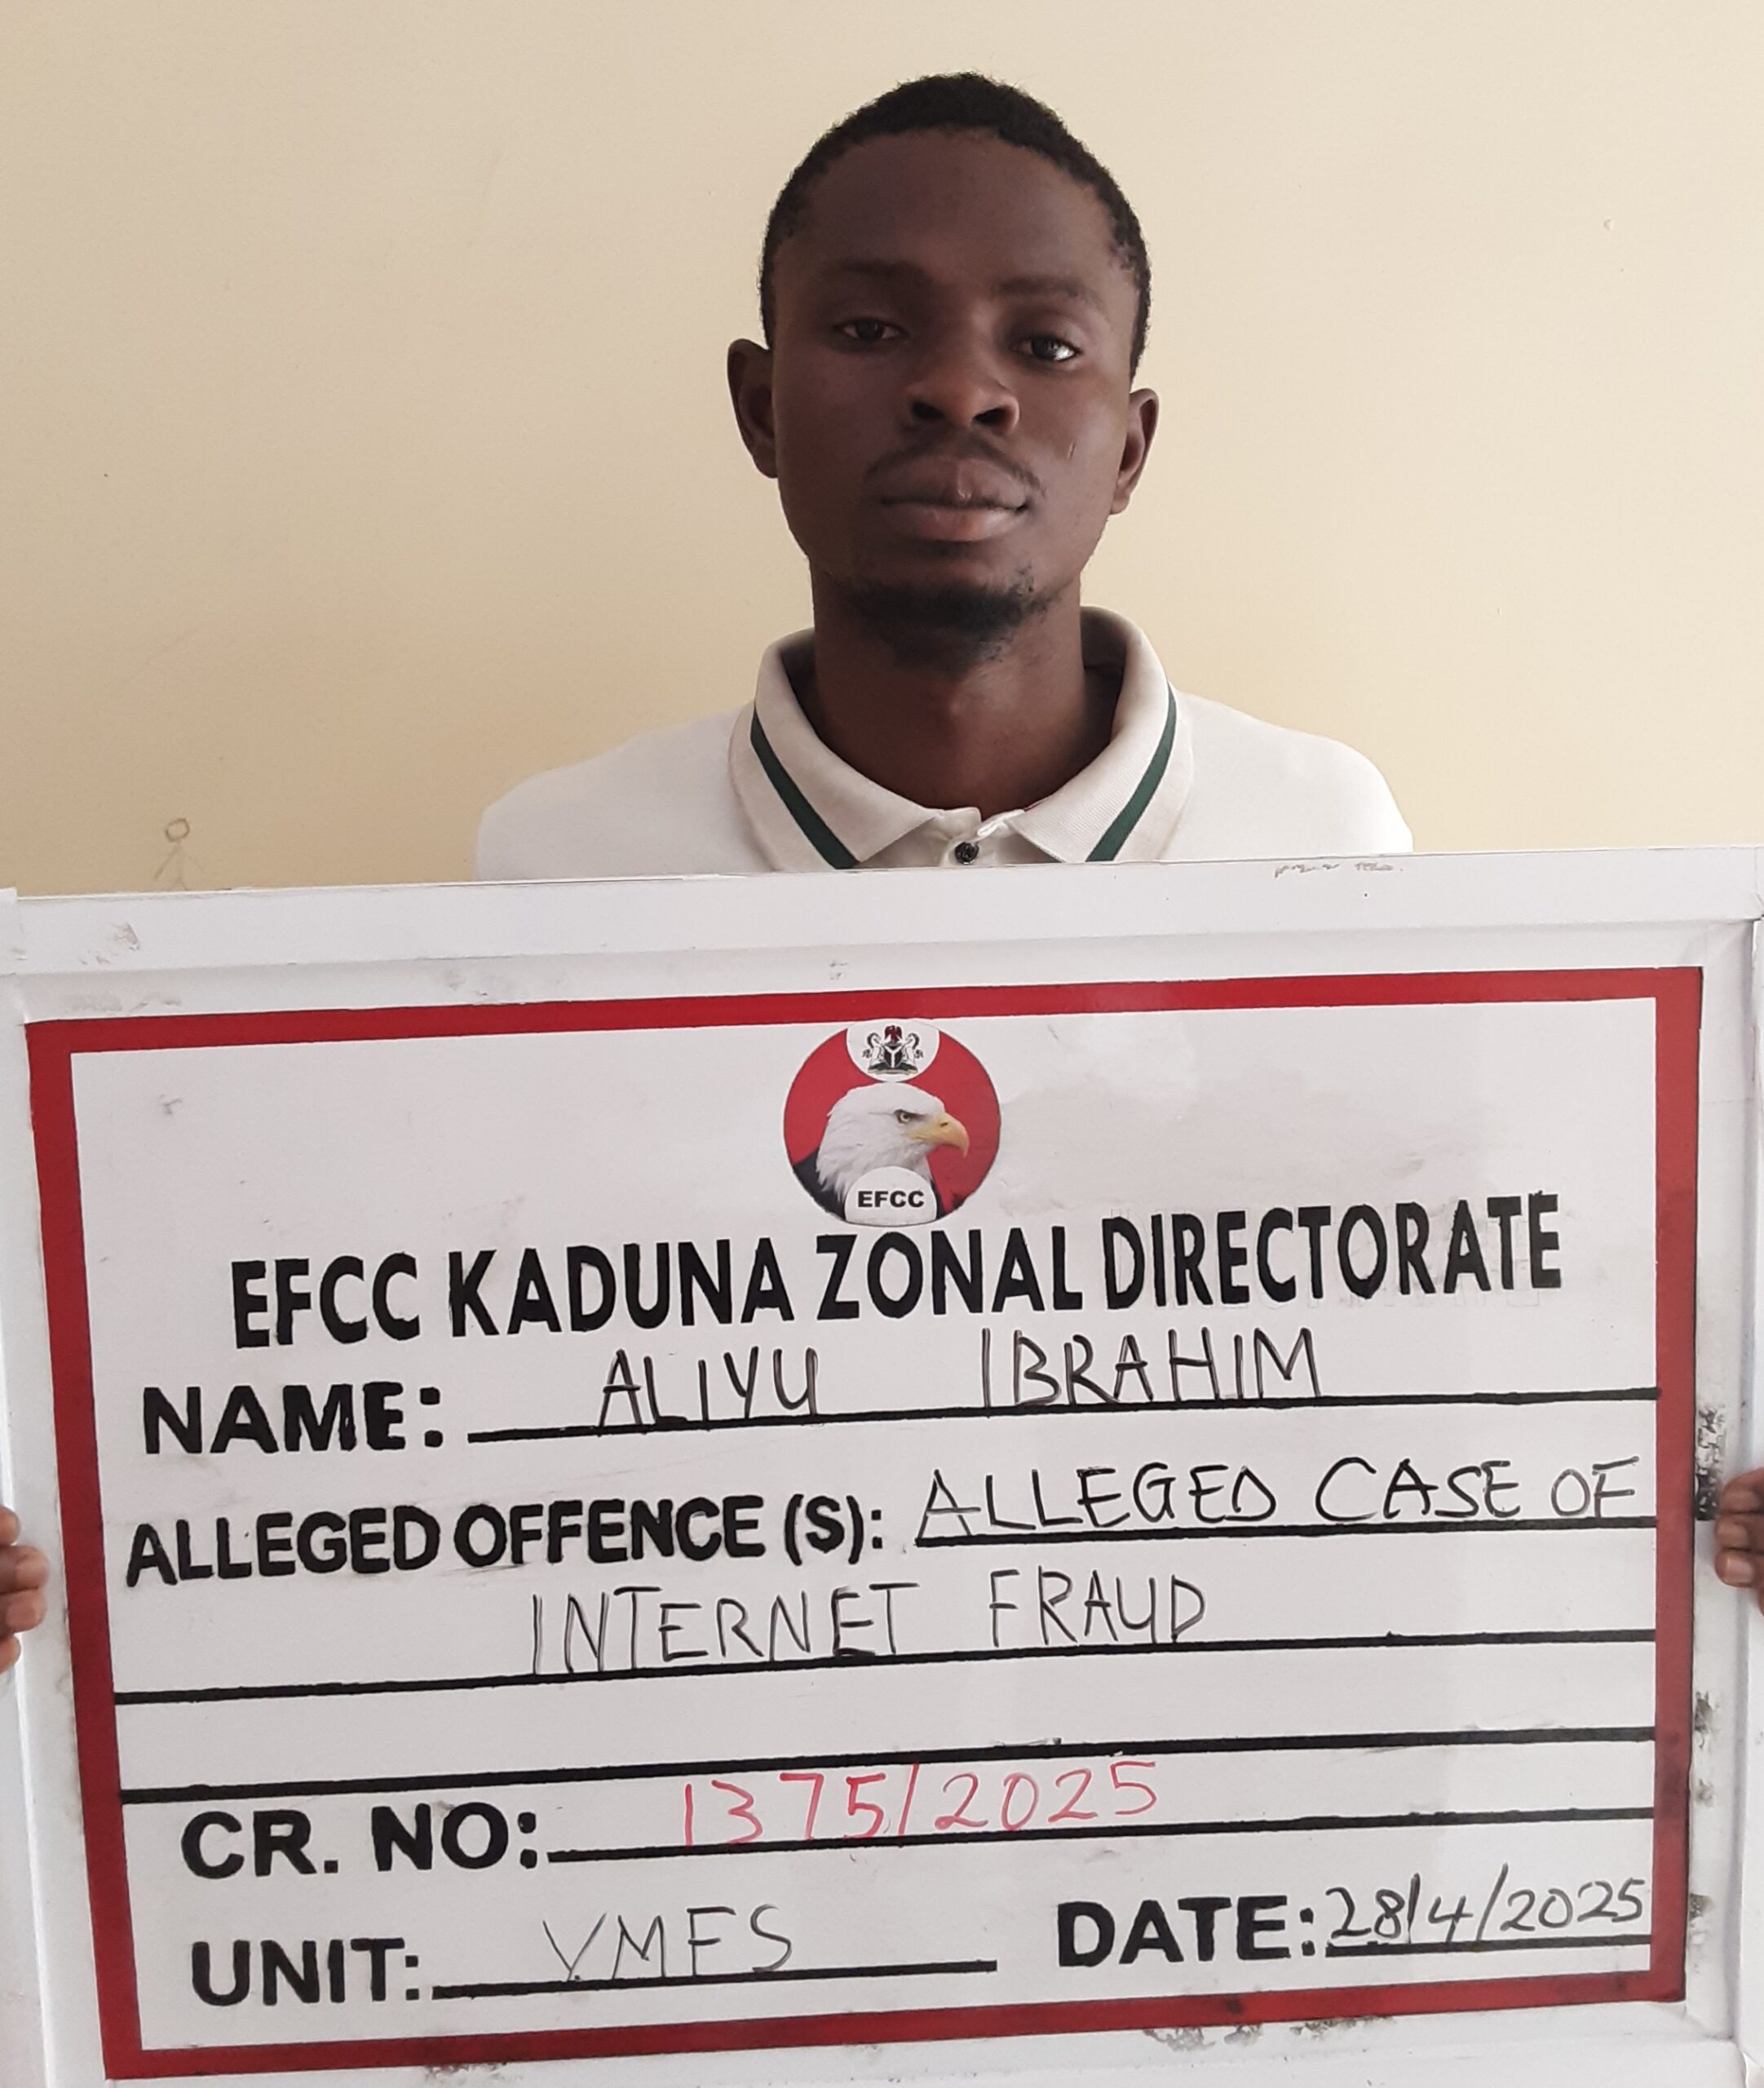 EFCC
EFCC KADUNA ZONAL DIRECTORATE
NAME: ALIYU IBRAHIM
ALLEGED OFFENCE (S): ALLEGED CASE OF
INTERNET FRAUD
CR. NO: 1375/2025
UNIT: VMFS DATE: 28/4/2025